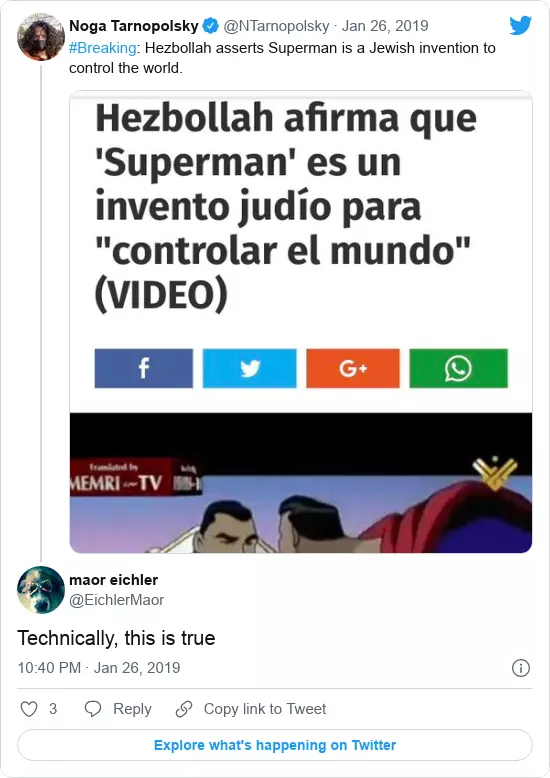 Noga Tarnopolsky @NTarnopolsky · Jan 26, 2019
#Breaking: Hezbollah asserts Superman is a Jewish invention to
control the world.
Hezbollah afirma que
'Superman' es un
invento judío para
"controlar el mundo"
(VIDEO)
f
G+
Translated by
MEMRI TV
maor eichler
@EichlerMaor
Technically, this is true
10:40 PM · Jan 26, 2019
3 Reply Copy link to Tweet
Explore what's happening on Twitter